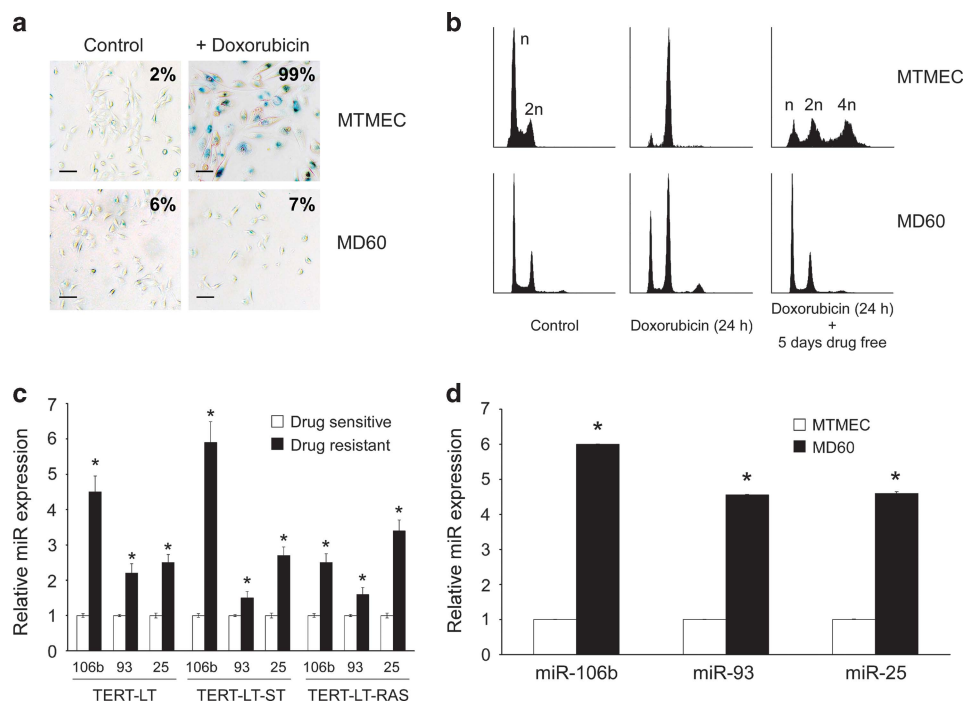 a
Control
+ Doxorubicin
2%
99%
MTMEC
6%
7%
MD60
b
n
2n
n
2n
4n
MTMEC
MD60
Control
Doxorubicin (24 h)
Doxorubicin (24 h)
+
5 days drug free
c
Relative miR expression
7
6
5
4
3
2
1
0
Drug sensitive
Drug resistant
*
*
*
*
*
*
*
*
*
106b
93
25
106b
93
25
106b
93
25
TERT-LT
TERT-LT-ST
TERT-LT-RAS
d
Relative miR expression
7
6
5
4
3
2
1
0
MTMEC
MD60
*
*
*
miR-106b
miR-93
miR-25